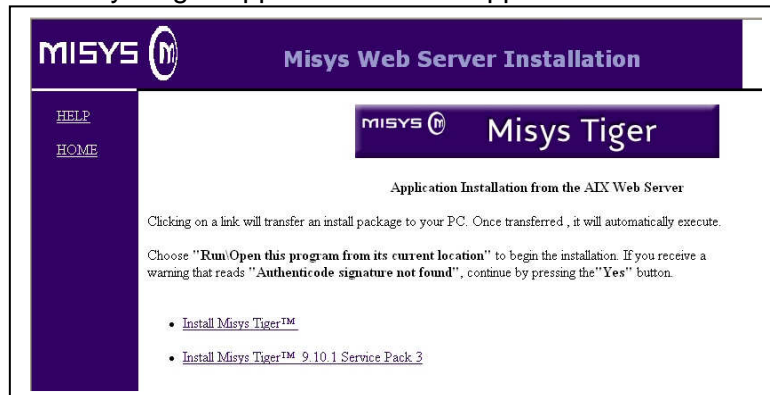 MISYS
Misys Web Server Installation
HELP
HOME
MISYS Misys Tiger
Application Installation from the AIX Web Server
Clicking on a link will transfer an install package to your PC. Once transferred , it will automatically execute.
Choose "Run\Open this program from its current location" to begin the installation. If you receive a
warning that reads "Authenticode signature not found", continue by pressing the"Yes" button.
• Install Misys Tiger™
• Install Misys Tiger™ 9.10.1 Service Pack 3